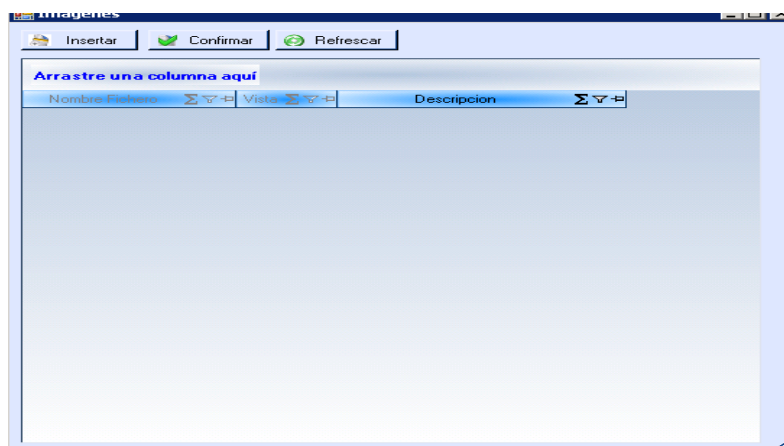 Imagenes
Insertar Confirmar Refrescar
Arrastre una columna aquí
Nombre Fichero Vista Descripcion